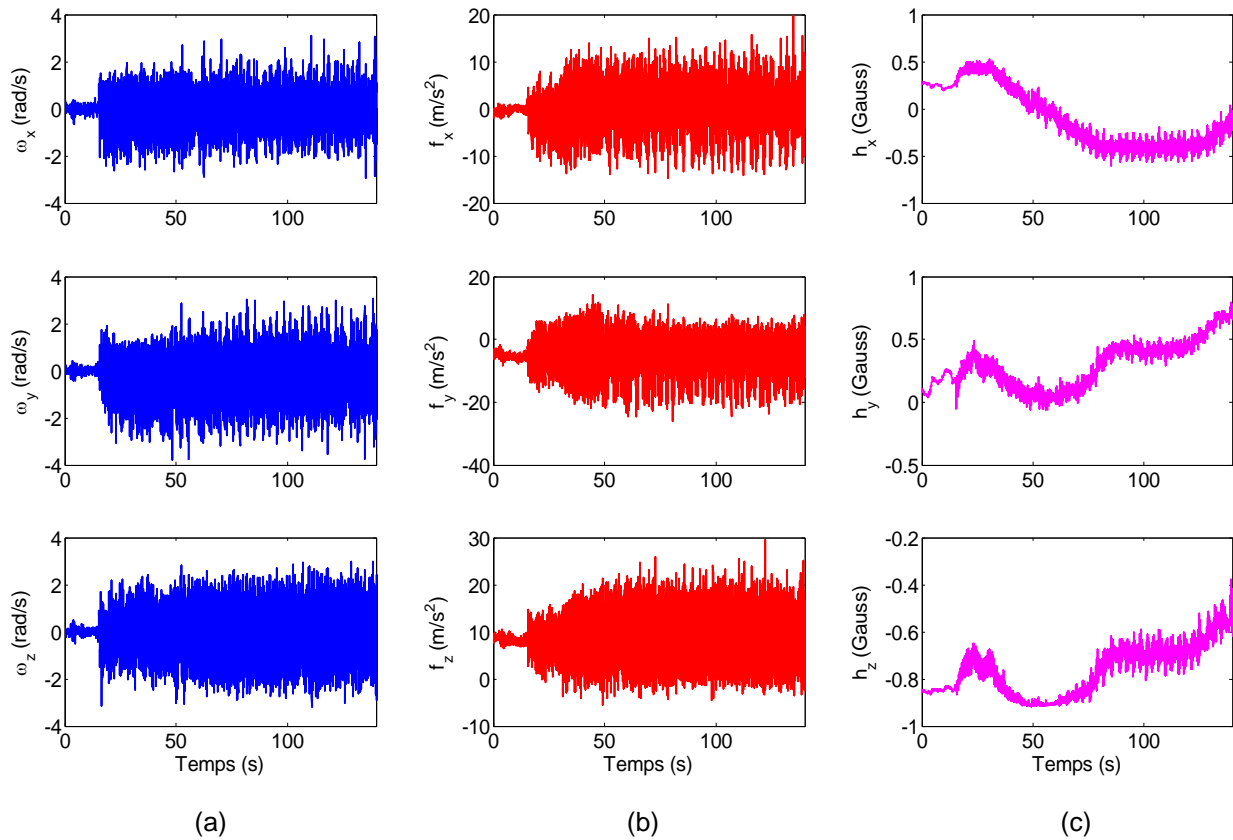 4
2
0
-2
-4
0 50 100
ω_x (rad/s)
20
10
0
-10
-20
0 50 100
f_x (m/s²)
1
0.5
0
-0.5
-1
0 50 100
h_x (Gauss)
4
2
0
-2
-4
0 50 100
ω_y (rad/s)
20
0
-20
-40
0 50 100
f_y (m/s²)
1
0.5
0
-0.5
0 50 100
h_y (Gauss)
4
2
0
-2
-4
0 50 100
ω_z (rad/s)
Temps (s)
30
20
10
0
-10
0 50 100
f_z (m/s²)
Temps (s)
-0.2
-0.4
-0.6
-0.8
-1
0 50 100
h_z (Gauss)
Temps (s)
(a) (b) (c)